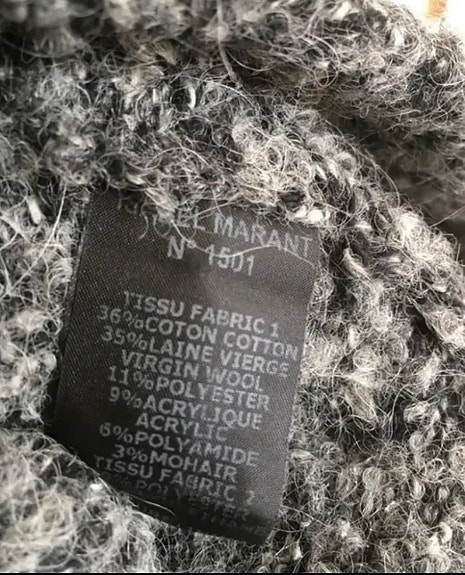 MARANT
N° 1501
TISSU FABRIC 1
36%COTON COTTON
35%LAINE VIERGE
VIRGIN WOOL
11%POLYESTER
9%ACRYLIQUE
ACRYLIC
6%POLYAMIDE
3%MOHAIR
TISSU FABRIC 2
POLYESTER